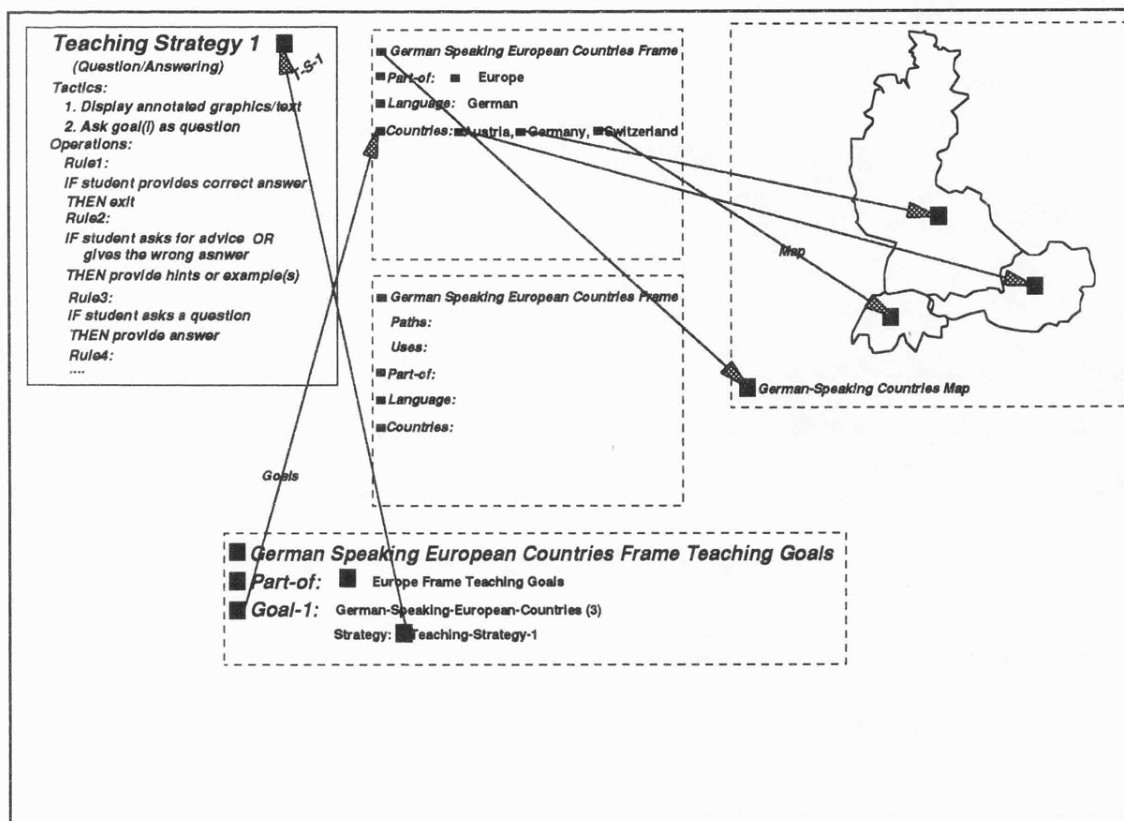 Teaching Strategy 1
(Question/Answering)
Tactics:
1. Display annotated graphics/text
2. Ask goal(i) as question
Operations:
Rule1:
IF student provides correct answer
THEN exit
Rule2:
IF student asks for advice OR
gives the wrong asnwer
THEN provide hints or example(s)
Rule3:
IF student asks a question
THEN provide answer
Rule4:
....
T-S-1
German Speaking European Countries Frame
Part-of: Europe
Language: German
Countries: Austria, Germany, Switzerland
German Speaking European Countries Frame
Paths:
Uses:
Part-of:
Language:
Countries:
Map
German-Speaking Countries Map
Goals
German Speaking European Countries Frame Teaching Goals
Part-of: Europe Frame Teaching Goals
Goal-1: German-Speaking-European-Countries (3)
Strategy: Teaching-Strategy-1